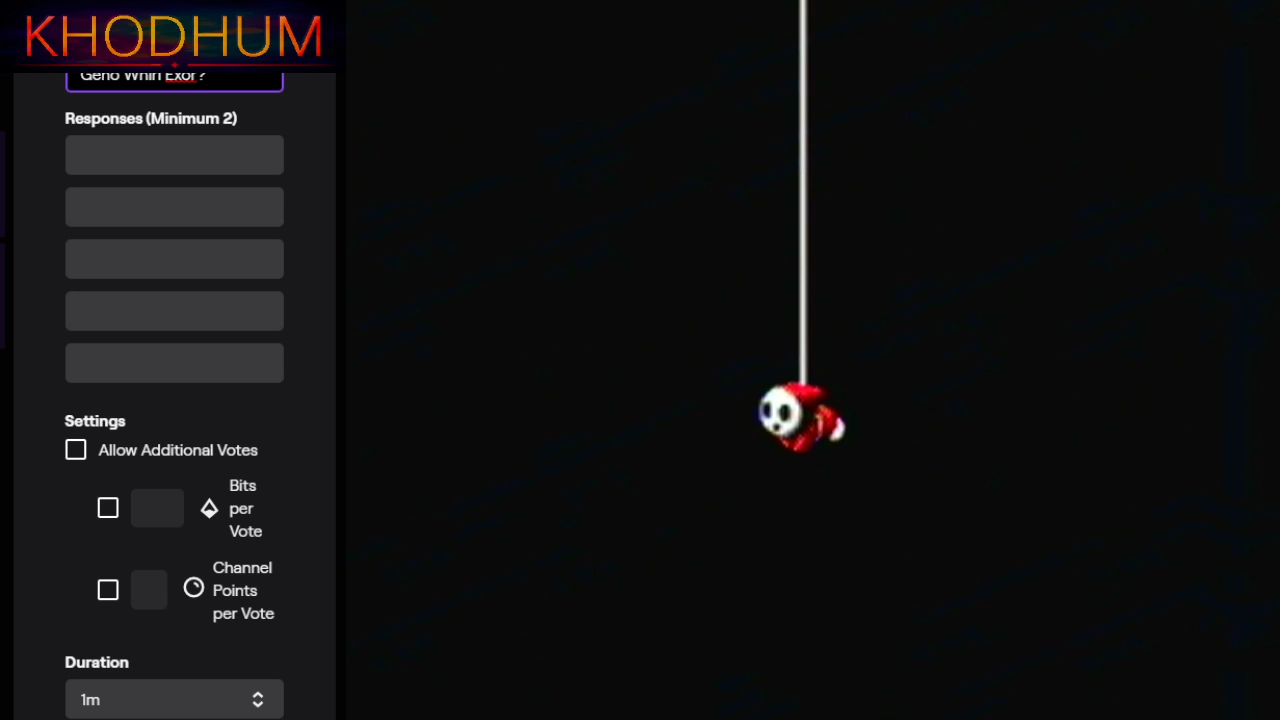 KHODHUM
Geno Whirl Exor?
Responses (Minimum 2)
Settings
Allow Additional Votes
Bits
per
Vote
Channel
Points
per Vote
Duration
1m